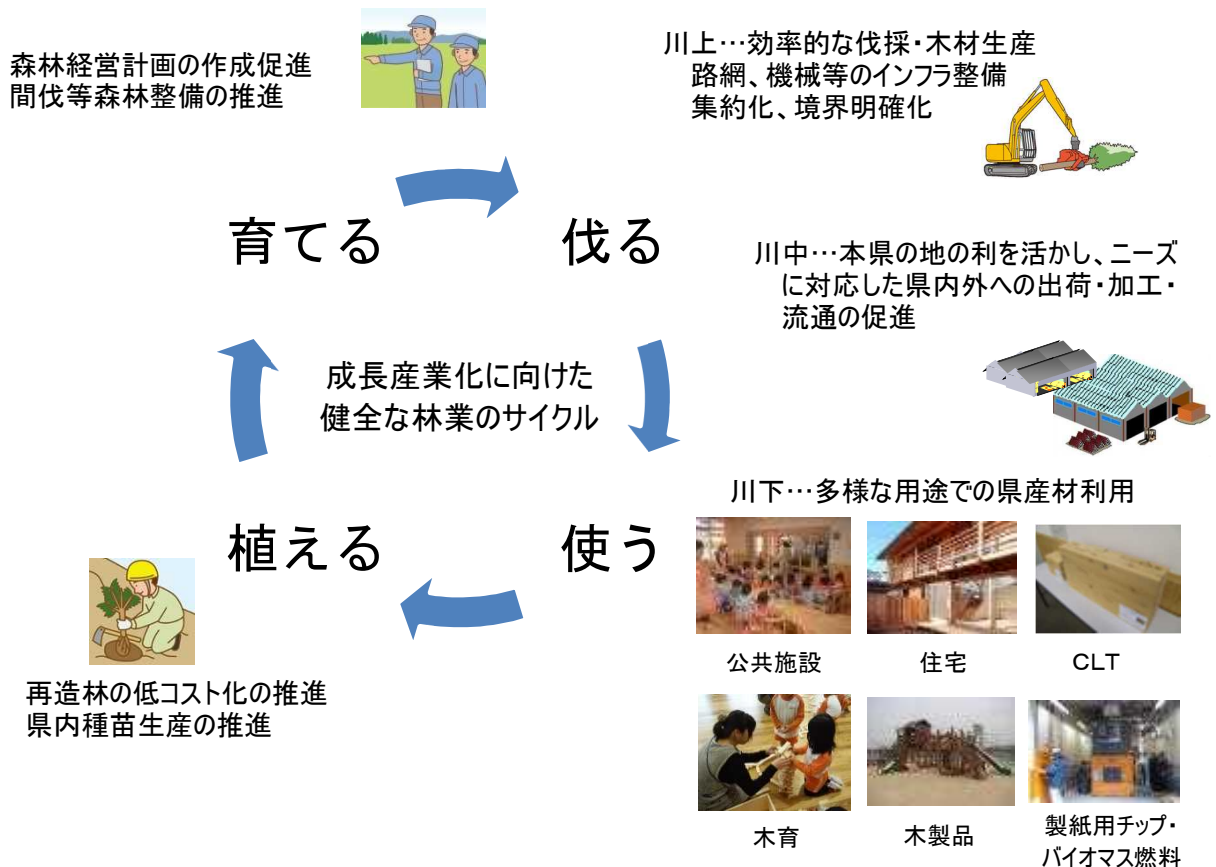 森林経営計画の作成促進
間伐等森林整備の推進
川上…効率的な伐採・木材生産
路網、機械等のインフラ整備
集約化、境界明確化
育てる
伐る
川中…本県の地の利を活かし、ニーズ
に対応した県内外への出荷・加工・
流通の促進
成長産業化に向けた
健全な林業のサイクル
川下…多様な用途での県産材利用
植える
使う
公共施設
住宅
CLT
再造林の低コスト化の推進
県内種苗生産の推進
木育
木製品
製紙用チップ・
バイオマス燃料